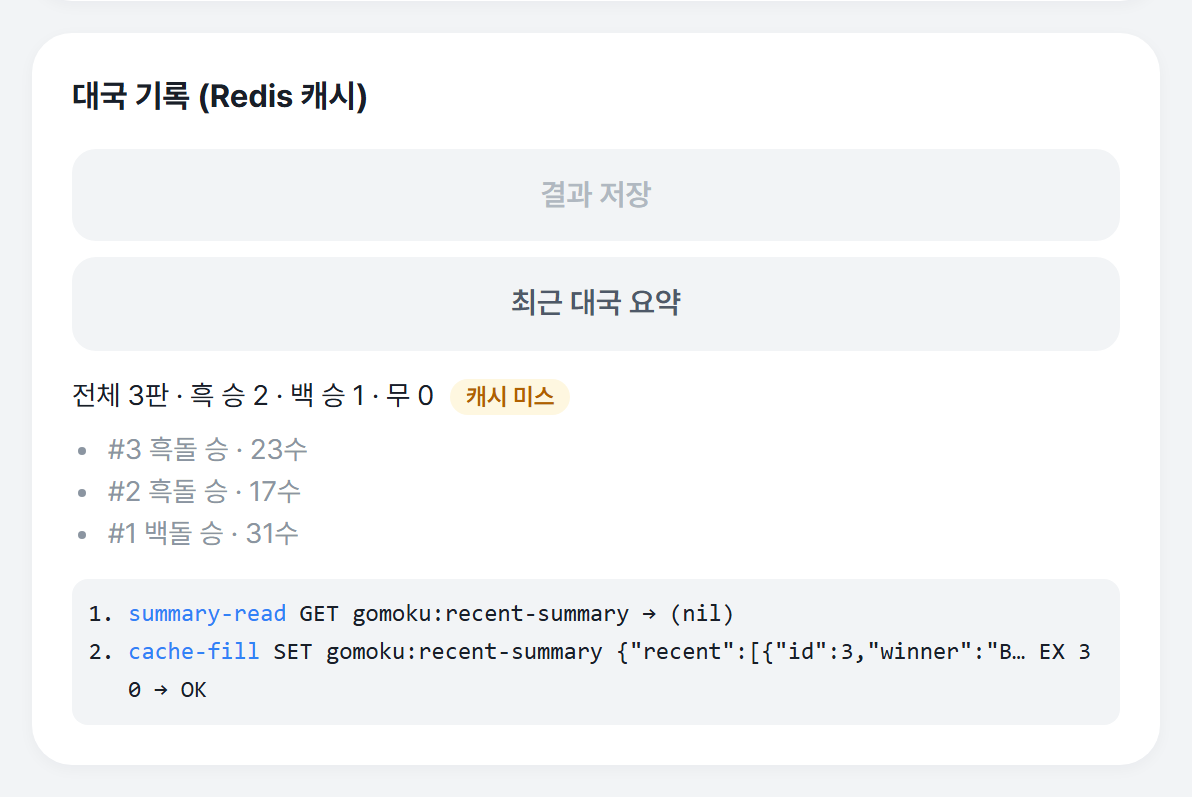 대국 기록 (Redis 캐시)
결과 저장
최근 대국 요약
전체 3판 · 흑 승 2 · 백 승 1 · 무 0 캐시 미스
• #3 흑돌 승 · 23수
• #2 흑돌 승 · 17수
• #1 백돌 승 · 31수
1. summary-read GET gomoku:recent-summary → (nil)
2. cache-fill SET gomoku:recent-summary {"recent":[{"id":3,"winner":"B… EX 3
0 → OK